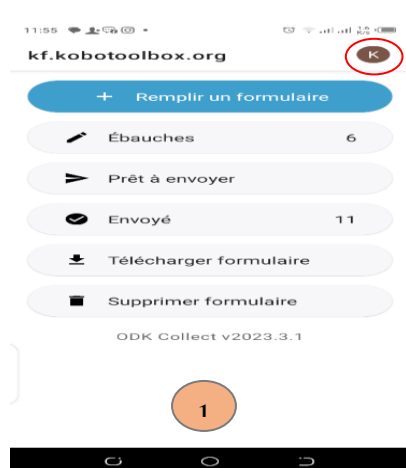 11:55
kf.kobotoolbox.org
K
+ Remplir un formulaire
Ébauches 6
Prêt à envoyer
Envoyé 11
Télécharger formulaire
Supprimer formulaire
ODK Collect v2023.3.1
1